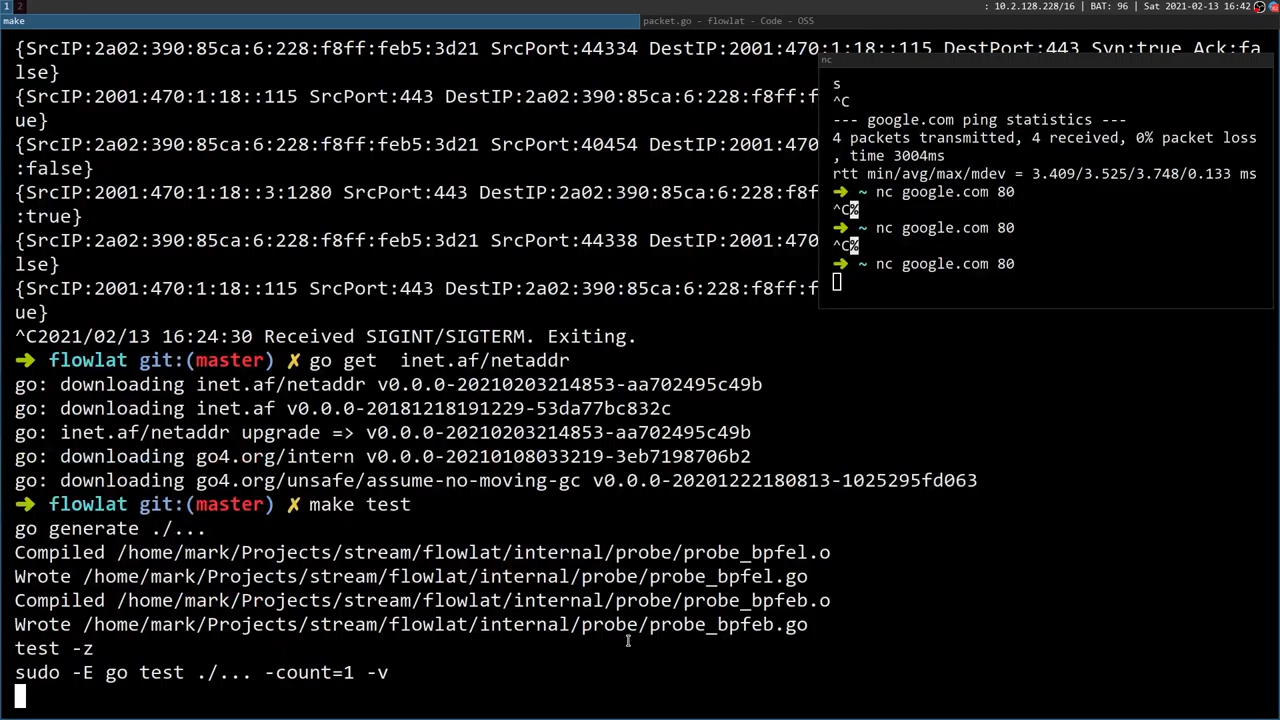 1 2
: 10.2.128.228/16 | BAT: 96 | Sat 2021-02-13 16:42
make
packet.go - flowlat - Code - OSS
{SrcIP:2a02:390:85ca:6:228:f8ff:feb5:3d21 SrcPort:44334 DestIP:2001:470:1:18::115 DestPort:443 Syn:true Ack:fa
lse}
{SrcIP:2001:470:1:18::115 SrcPort:443 DestIP:2a02:390:85ca:6:228:f8ff:f
ue}
{SrcIP:2a02:390:85ca:6:228:f8ff:feb5:3d21 SrcPort:40454 DestIP:2001:470
:false}
{SrcIP:2001:470:1:18::3:1280 SrcPort:443 DestIP:2a02:390:85ca:6:228:f8f
:true}
{SrcIP:2a02:390:85ca:6:228:f8ff:feb5:3d21 SrcPort:44338 DestIP:2001:470
lse}
{SrcIP:2001:470:1:18::115 SrcPort:443 DestIP:2a02:390:85ca:6:228:f8ff:f
ue}
^C2021/02/13 16:24:30 Received SIGINT/SIGTERM. Exiting.
➜ flowlat git:(master) ✗ go get  inet.af/netaddr
go: downloading inet.af/netaddr v0.0.0-20210203214853-aa702495c49b
go: downloading inet.af v0.0.0-20181218191229-53da77bc832c
go: inet.af/netaddr upgrade => v0.0.0-20210203214853-aa702495c49b
go: downloading go4.org/intern v0.0.0-20210108033219-3eb7198706b2
go: downloading go4.org/unsafe/assume-no-moving-gc v0.0.0-20201222180813-1025295fd063
➜ flowlat git:(master) ✗ make test
go generate ./...
Compiled /home/mark/Projects/stream/flowlat/internal/probe/probe_bpfel.o
Wrote /home/mark/Projects/stream/flowlat/internal/probe/probe_bpfel.go
Compiled /home/mark/Projects/stream/flowlat/internal/probe/probe_bpfeb.o
Wrote /home/mark/Projects/stream/flowlat/internal/probe/probe_bpfeb.go
test -z
sudo -E go test ./... -count=1 -v
nc
s
^C
--- google.com ping statistics ---
4 packets transmitted, 4 received, 0% packet loss
, time 3004ms
rtt min/avg/max/mdev = 3.409/3.525/3.748/0.133 ms
➜ ~ nc google.com 80
^C%
➜ ~ nc google.com 80
^C%
➜ ~ nc google.com 80